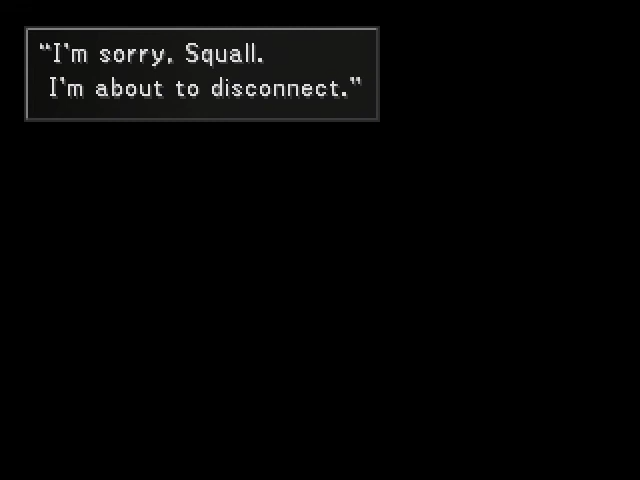 “I'm sorry, Squall.
I'm about to disconnect.”